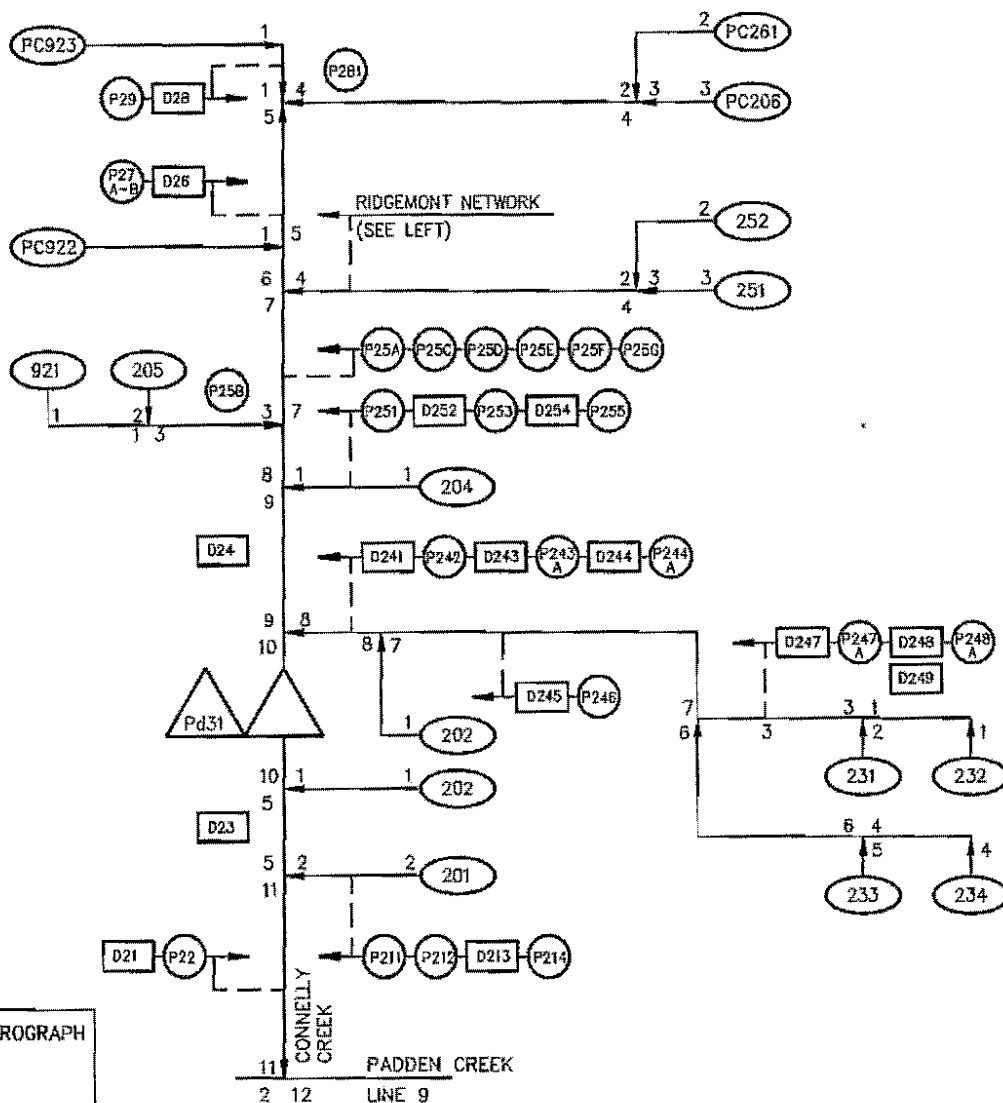 PC923 1 2 PC261
P281
P29 D28 1 4 2 3 3 PC206
5 4
P27 A-B D26
RIDGEMONT NETWORK
(SEE LEFT)
2 252
PC922 1 5
6 4 2 3 3 251
7 4
P25A P25C P25D P25E P25F P25G
921 205 P25B
P251 D252 P253 D254 P255
1 2 3 7
1 3
8 1 1 204
9
D24 D241 P242 D243 P243 A D244 P244 A
9 8 8 7
10
D247 P247 A D248 P248 A
D249
D245 P246
Pd31
7 3 3 1
6 2 1
1 202
231 232
10 1 1 202
5
D23
6 4
5 4
5 2 2 201
11
233 234
D21 P22 P211 P212 D213 P214
CONNELLY
CREEK
ROGRAPH
11 PADDEN CREEK
2 12 LINE 9